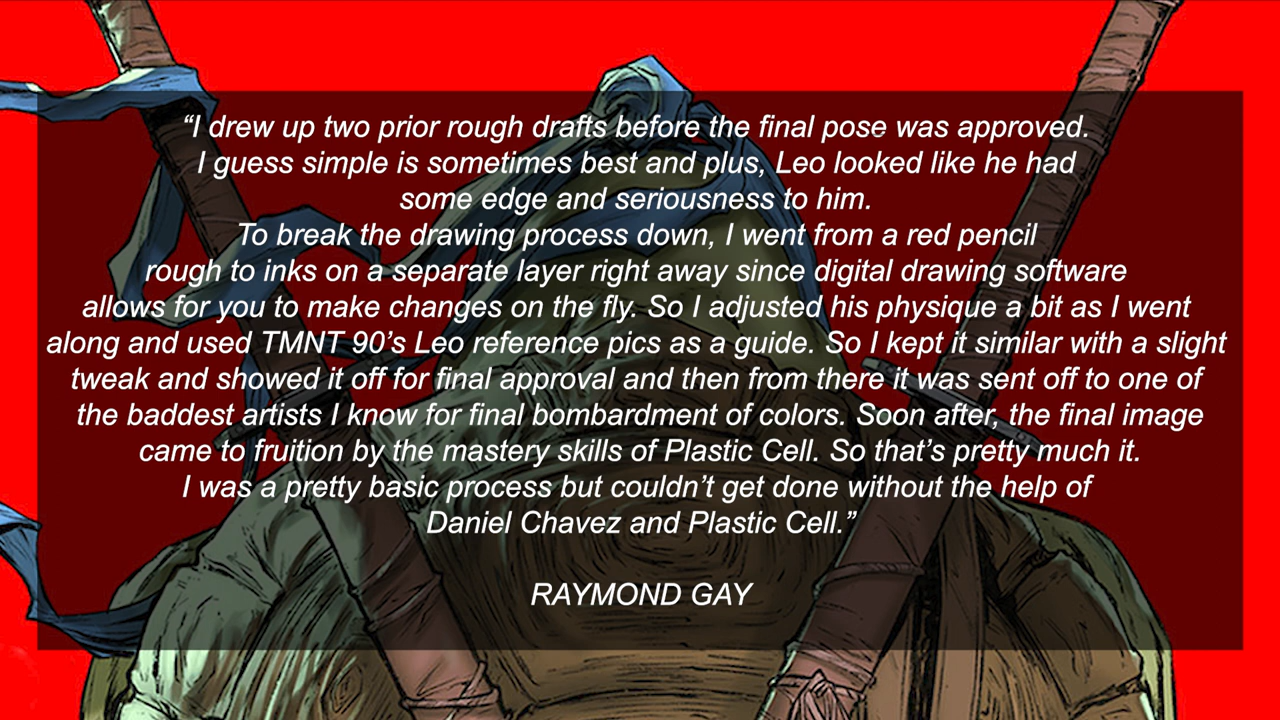 “I drew up two prior rough drafts before the final pose was approved.
I guess simple is sometimes best and plus, Leo looked like he had
some edge and seriousness to him.
To break the drawing process down, I went from a red pencil
rough to inks on a separate layer right away since digital drawing software
allows for you to make changes on the fly. So I adjusted his physique a bit as I went
along and used TMNT 90’s Leo reference pics as a guide. So I kept it similar with a slight
tweak and showed it off for final approval and then from there it was sent off to one of
the baddest artists I know for final bombardment of colors. Soon after, the final image
came to fruition by the mastery skills of Plastic Cell. So that’s pretty much it.
I was a pretty basic process but couldn’t get done without the help of
Daniel Chavez and Plastic Cell.”
RAYMOND GAY